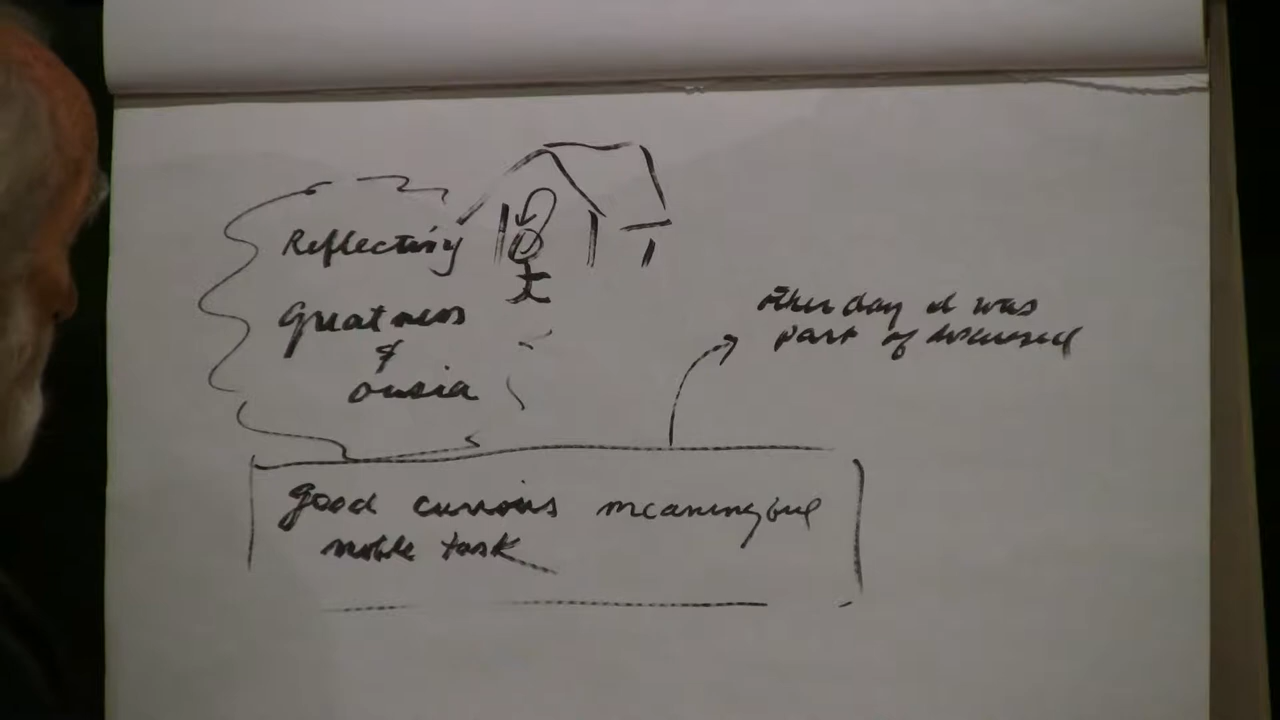 Reflecting
Greatness
&
ousia
other day it was
part of discussed
good curious meaningful
noble task